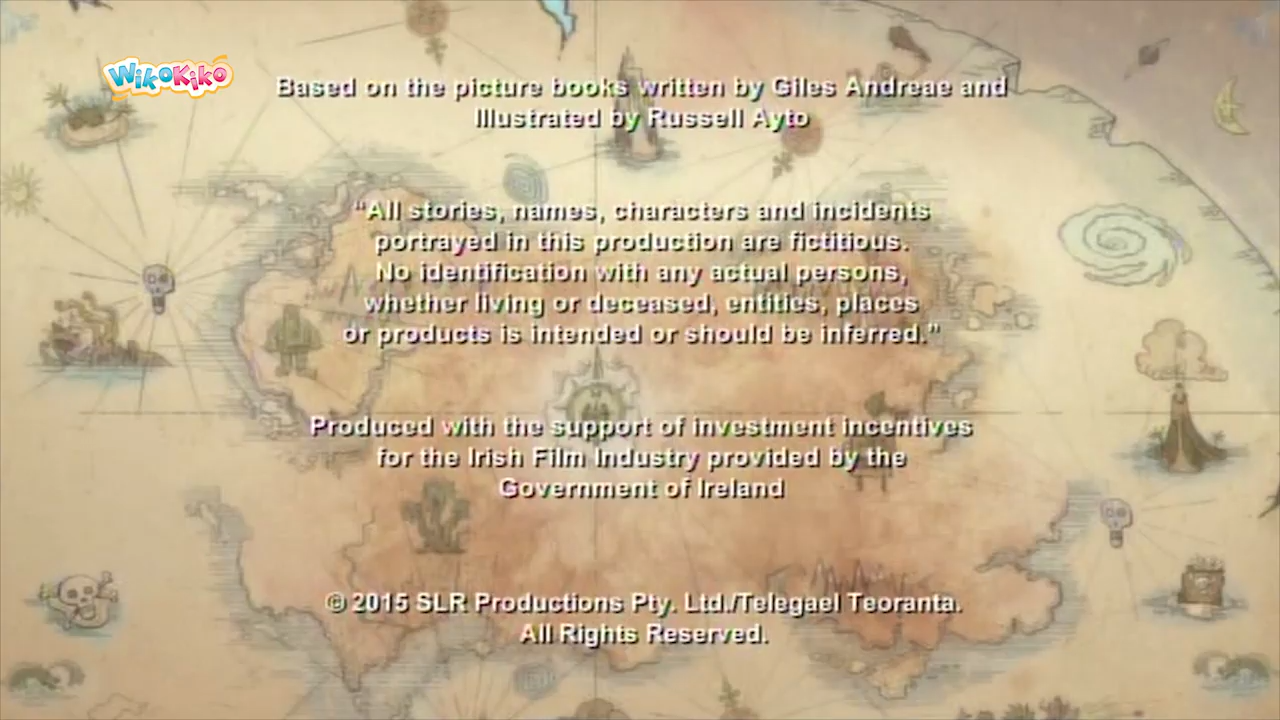 WikoKiko
Based on the picture books written by Giles Andreae and
Illustrated by Russell Ayto
“All stories, names, characters and incidents
portrayed in this production are fictitious.
No identification with any actual persons,
whether living or deceased, entities, places
or products is intended or should be inferred.”
Produced with the support of investment incentives
for the Irish Film Industry provided by the
Government of Ireland
© 2015 SLR Productions Pty. Ltd./Telegael Teoranta.
All Rights Reserved.